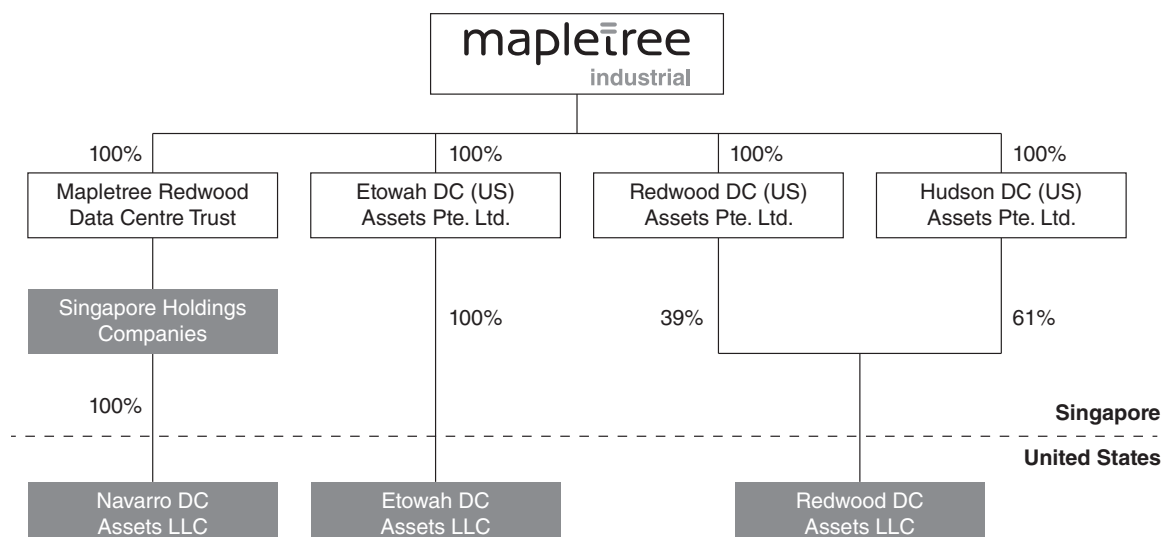 mapletree
industrial
100%
100%
100%
100%
Mapletree Redwood
Data Centre Trust
Etowah DC (US)
Assets Pte. Ltd.
Redwood DC (US)
Assets Pte. Ltd.
Hudson DC (US)
Assets Pte. Ltd.
Singapore Holdings
Companies
100%
39%
61%
100%
Singapore
United States
Navarro DC
Assets LLC
Etowah DC
Assets LLC
Redwood DC
Assets LLC